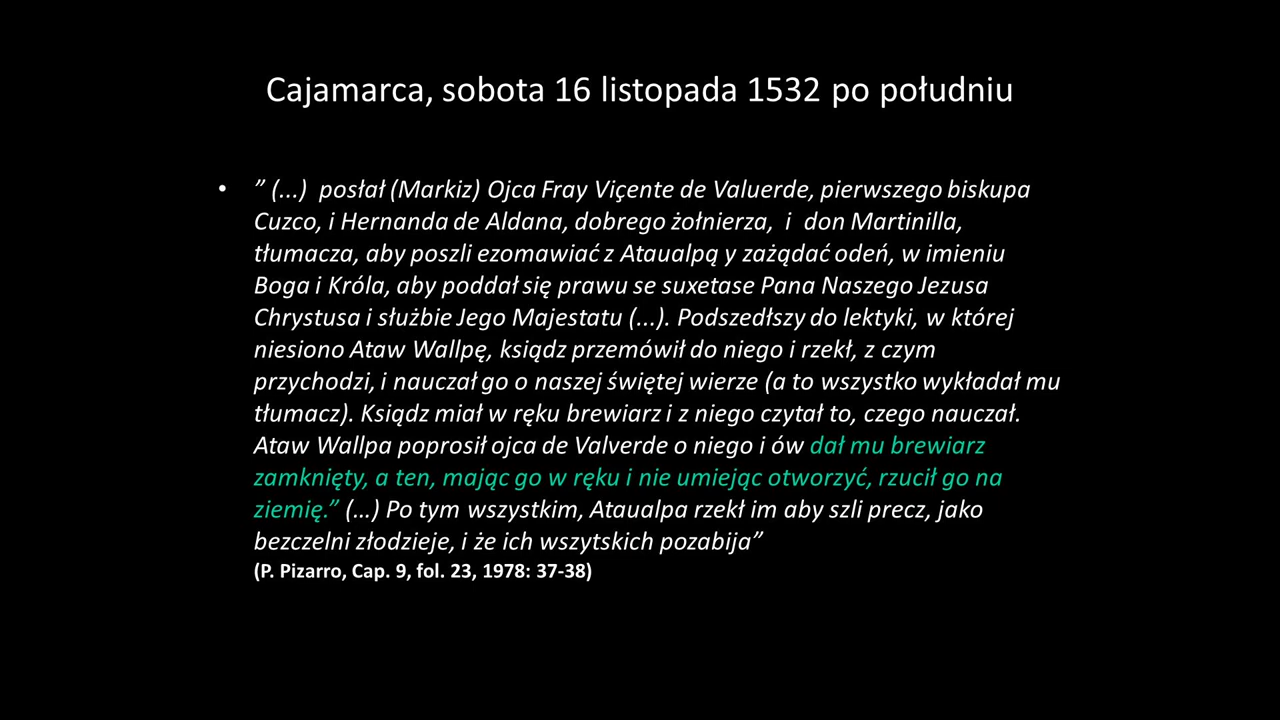 Cajamarca, sobota 16 listopada 1532 po południu
• ” (...) posłał (Markiz) Ojca Fray Viçente de Valuerde, pierwszego biskupa
Cuzco, i Hernanda de Aldana, dobrego żołnierza, i don Martinilla,
tłumacza, aby poszli ezomawiać z Ataualpą y zażądać odeń, w imieniu
Boga i Króla, aby poddał się prawu se suxetase Pana Naszego Jezusa
Chrystusa i służbie Jego Majestatu (...). Podszedłszy do lektyki, w której
niesiono Ataw Wallpę, ksiądz przemówił do niego i rzekł, z czym
przychodzi, i nauczał go o naszej świętej wierze (a to wszystko wykładał mu
tłumacz). Ksiądz miał w ręku brewiarz i z niego czytał to, czego nauczał.
Ataw Wallpa poprosił ojca de Valverde o niego i ów dał mu brewiarz
zamknięty, a ten, mając go w ręku i nie umiejąc otworzyć, rzucił go na
ziemię.” (…) Po tym wszystkim, Ataualpa rzekł im aby szli precz, jako
bezczelni złodzieje, i że ich wszytskich pozabija”
(P. Pizarro, Cap. 9, fol. 23, 1978: 37-38)